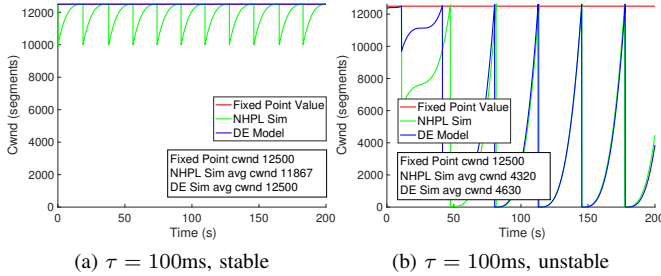 Cwnd (segments)
12000
10000
8000
6000
4000
2000
0
Fixed Point Value
NHPL Sim
DE Model
Fixed Point cwnd 12500
NHPL Sim avg cwnd 11867
DE Sim avg cwnd 12500
0 50 100 150 200
Time (s)
(a) τ = 100ms, stable
Cwnd (segments)
12000
10000
8000
6000
4000
2000
0
Fixed Point Value
NHPL Sim
DE Model
Fixed Point cwnd 12500
NHPL Sim avg cwnd 4320
DE Sim avg cwnd 4630
0 50 100 150 200
Time (s)
(b) τ = 100ms, unstable